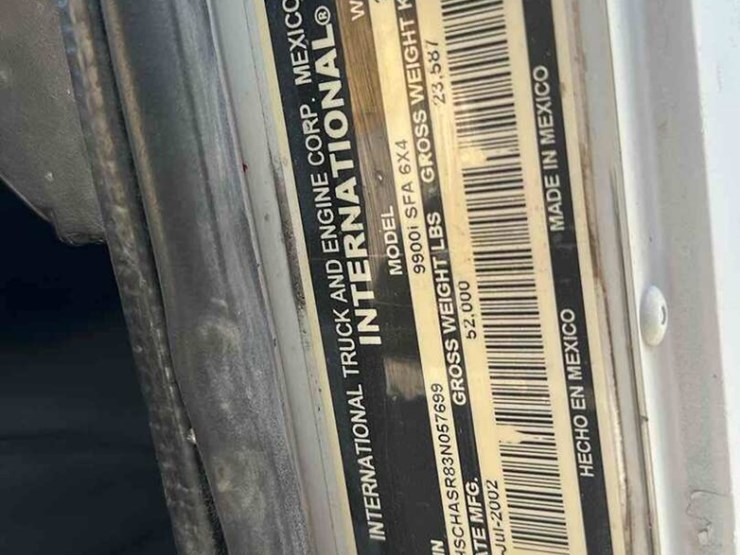 INTERNATIONAL TRUCK AND ENGINE CORP. MEXICO
INTERNATIONAL®
MODEL
9900i SFA 6X4
GROSS WEIGHT LBS GROSS WEIGHT
HSCHASR83N057699
52,000 23,587
MFG.
Jul-2002
HECHO EN MEXICO MADE IN MEXICO